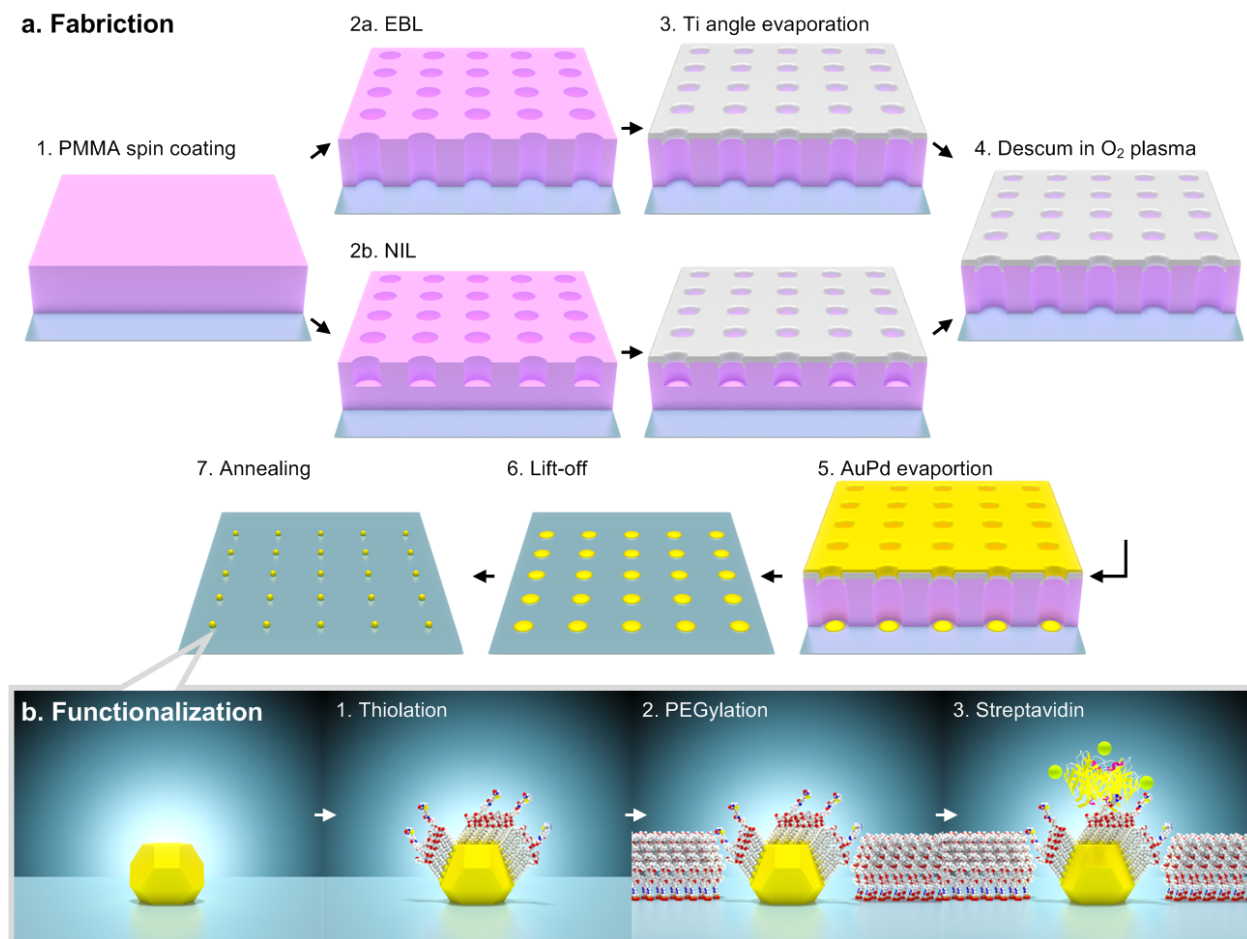 a. Fabriction
2a. EBL
3. Ti angle evaporation
1. PMMA spin coating
4. Descum in O₂ plasma
2b. NIL
7. Annealing
6. Lift-off
5. AuPd evaportion
b. Functionalization
1. Thiolation
2. PEGylation
3. Streptavidin